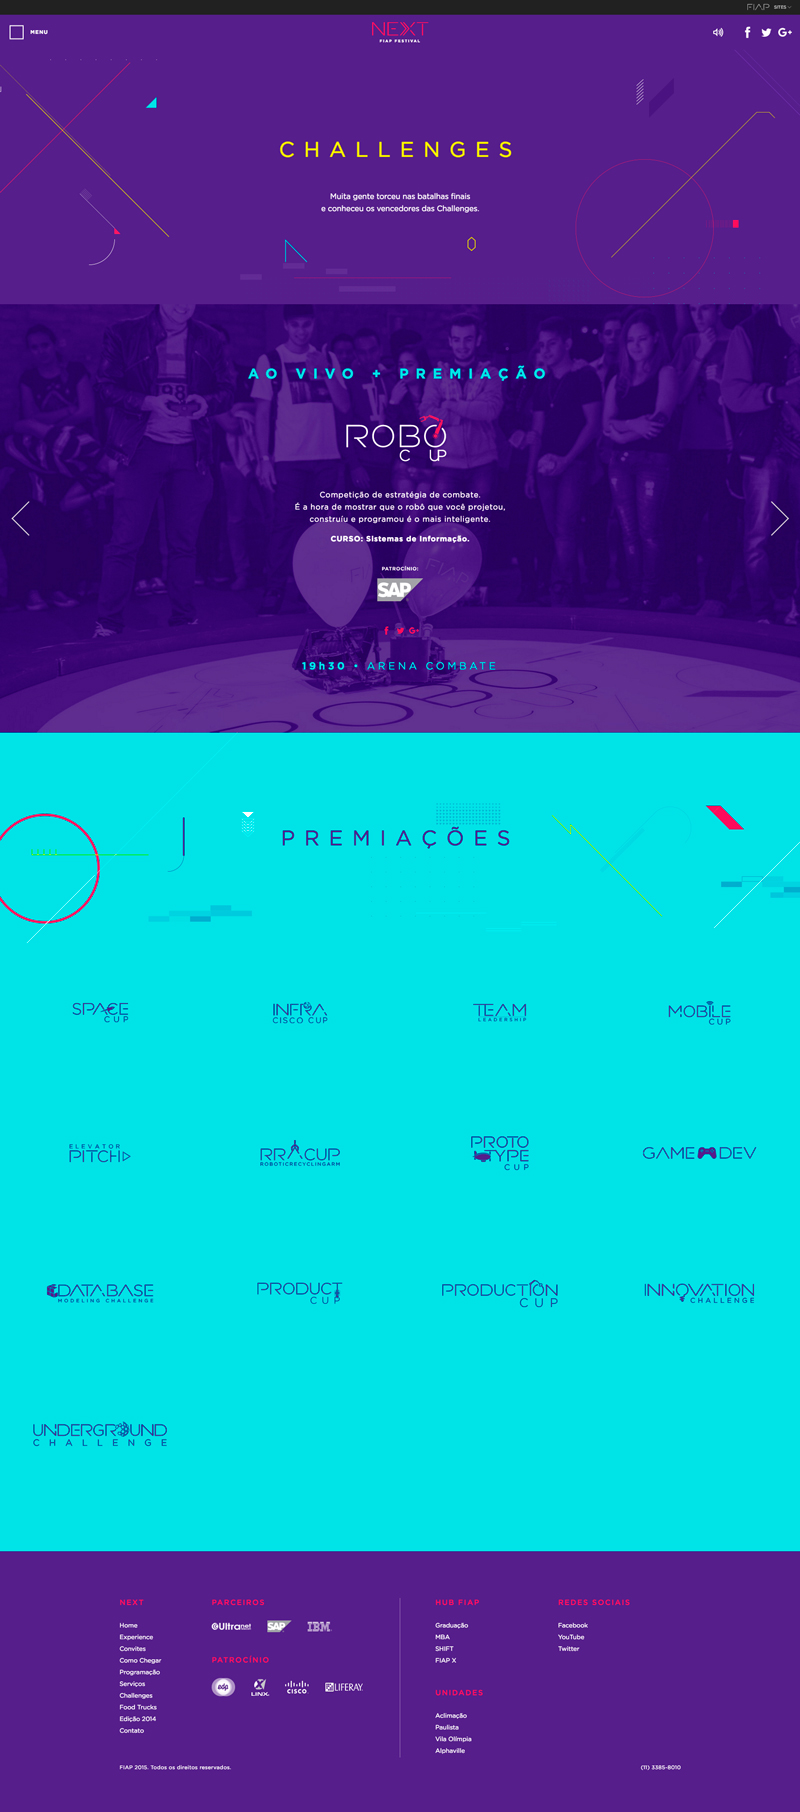 FIAP SITES
MENU
NEXT
FIAP FESTIVAL
CHALLENGES
Muita gente torceu nas batalhas finais
e conheceu os vencedores das Challenges.
AO VIVO + PREMIAÇÃO
ROBO
CUP
Competição de estratégia de combate.
É a hora de mostrar que o robô que você projetou,
construíu e programou é o mais inteligente.
CURSO: Sistemas de Informação.
PATROCÍNIO:
SAP
19h30 • ARENA COMBATE
PREMIAÇÕES
SPACE
CUP
INFRA
CISCO CUP
TEAM
LEADERSHIP
MOBILE
CUP
ELEVATOR
PITCH
RRACUP
ROBOTICRECYCLINGARM
PROTO
TYPE
CUP
GAME DEV
DATABASE
MODELING CHALLENGE
PRODUCT
CUP
PRODUCTION
CUP
INNOVATION
CHALLENGE
UNDERGROUND
CHALLENGE
NEXT
Home
Experience
Convites
Como Chegar
Programação
Serviços
Challenges
Food Trucks
Edição 2014
Contato
PARCEIROS
Ultranet
SAP
IBM
PATROCÍNIO
edp
LINX
CISCO
LIFERAY
HUB FIAP
Graduação
MBA
SHIFT
FIAP X
UNIDADES
Aclimação
Paulista
Vila Olímpia
Alphaville
REDES SOCIAIS
Facebook
YouTube
Twitter
FIAP 2015. Todos os direitos reservados.
(11) 3385-8010